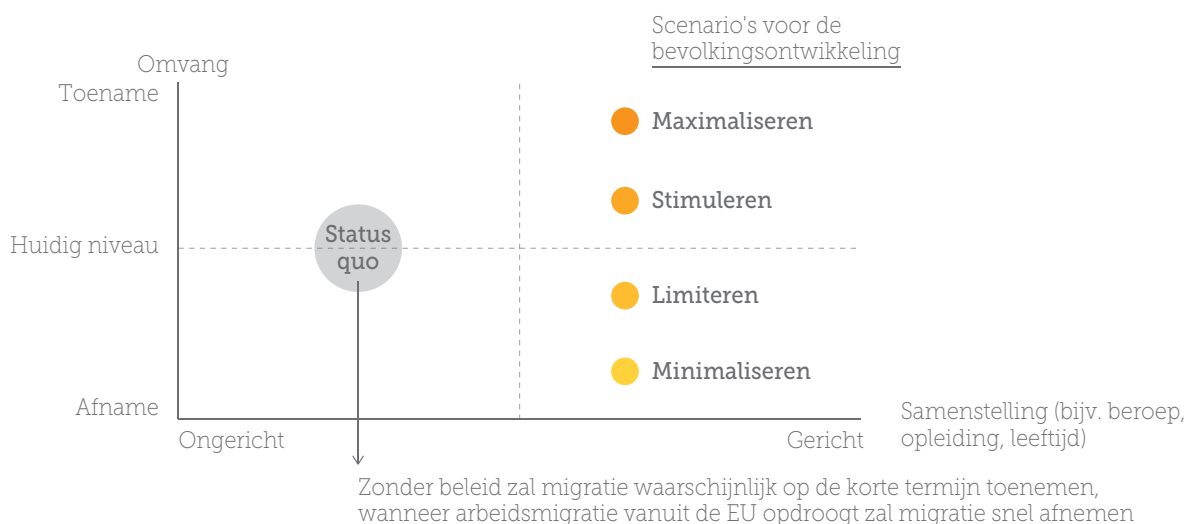 Scenario's voor de
bevolkingsontwikkeling
Omvang
Toename
Maximaliseren
Stimuleren
Huidig niveau
Status
quo
Limiteren
Minimaliseren
Afname
Ongericht
Gericht
Samenstelling (bijv. beroep,
opleiding, leeftijd)
Zonder beleid zal migratie waarschijnlijk op de korte termijn toenemen,
wanneer arbeidsmigratie vanuit de EU opdroogt zal migratie snel afnemen